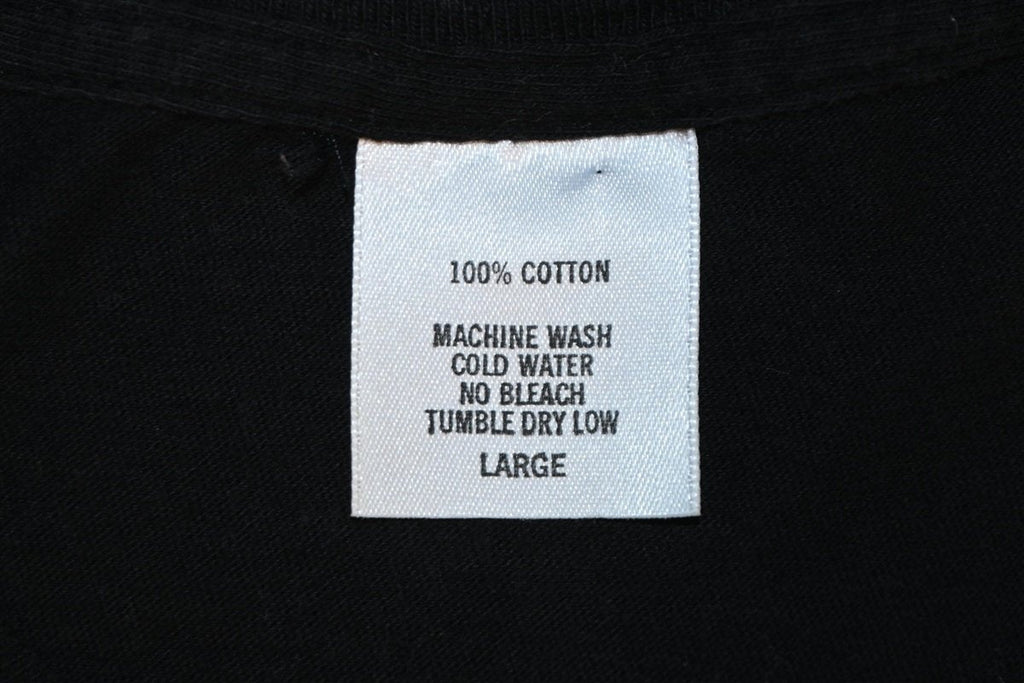 100% COTTON
MACHINE WASH
COLD WATER
NO BLEACH
TUMBLE DRY LOW
LARGE